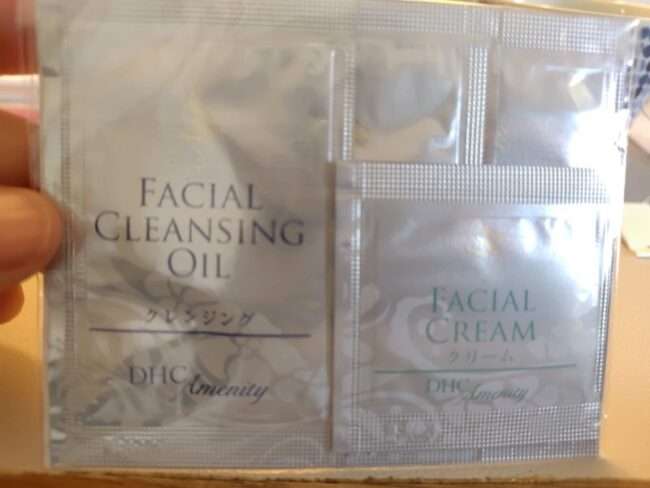 FACIAL
CLEANSING
OIL
クレンジング
DHC Amenity
FACIAL
CREAM
クリーム
DHC Amenity